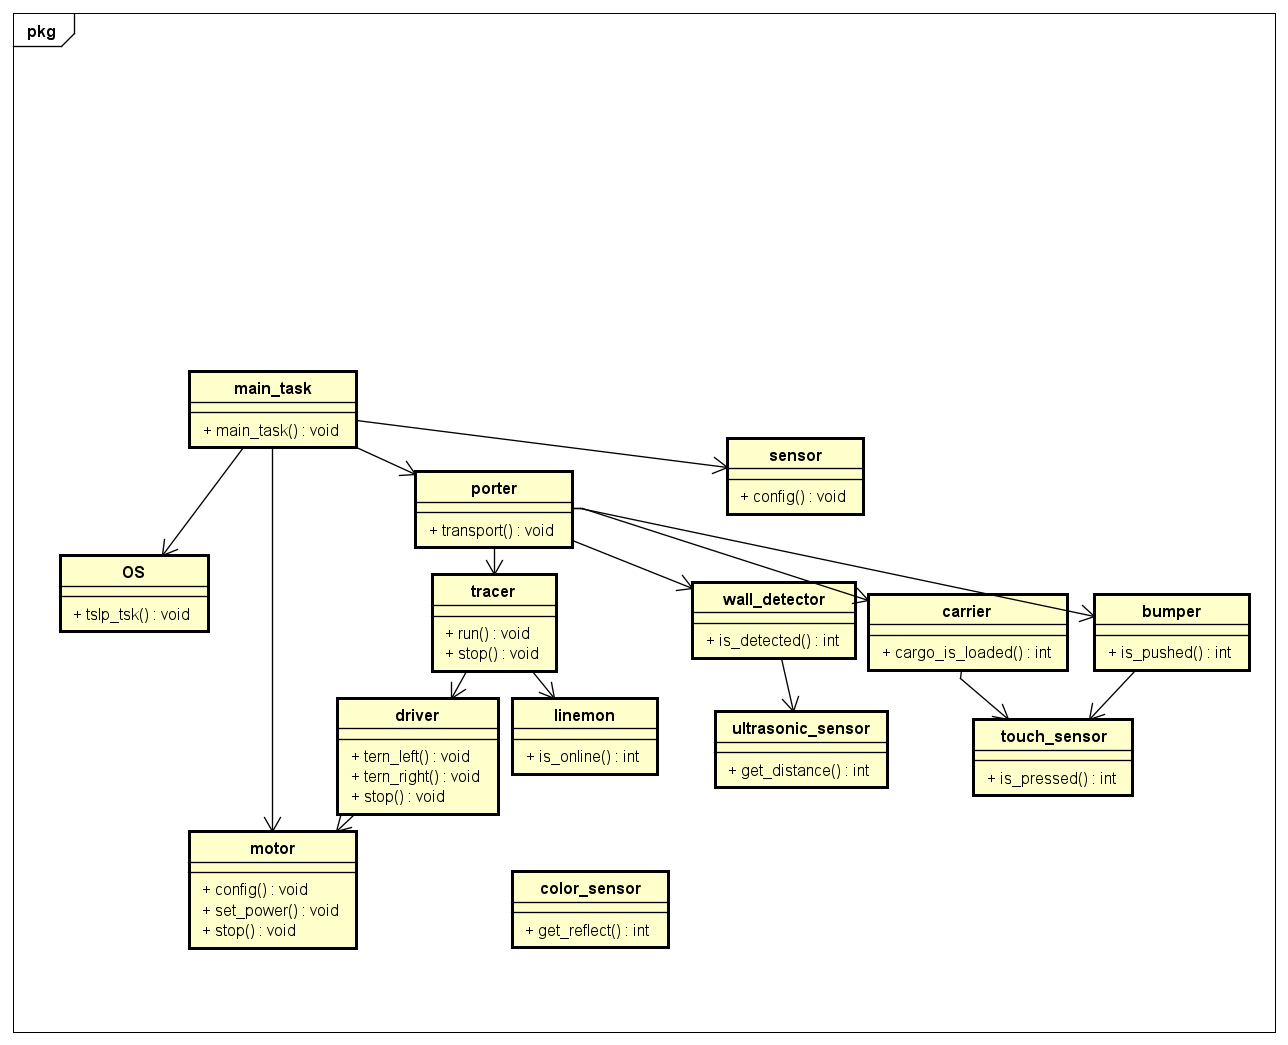 pkg
main_task
+ main_task() : void
sensor
+ config() : void
porter
+ transport() : void
OS
+ tslp_tsk() : void
tracer
+ run() : void
+ stop() : void
wall_detector
+ is_detected() : int
carrier
+ cargo_is_loaded() : int
bumper
+ is_pushed() : int
driver
+ tern_left() : void
+ tern_right() : void
+ stop() : void
linemon
+ is_online() : int
ultrasonic_sensor
+ get_distance() : int
touch_sensor
+ is_pressed() : int
motor
+ config() : void
+ set_power() : void
+ stop() : void
color_sensor
+ get_reflect() : int